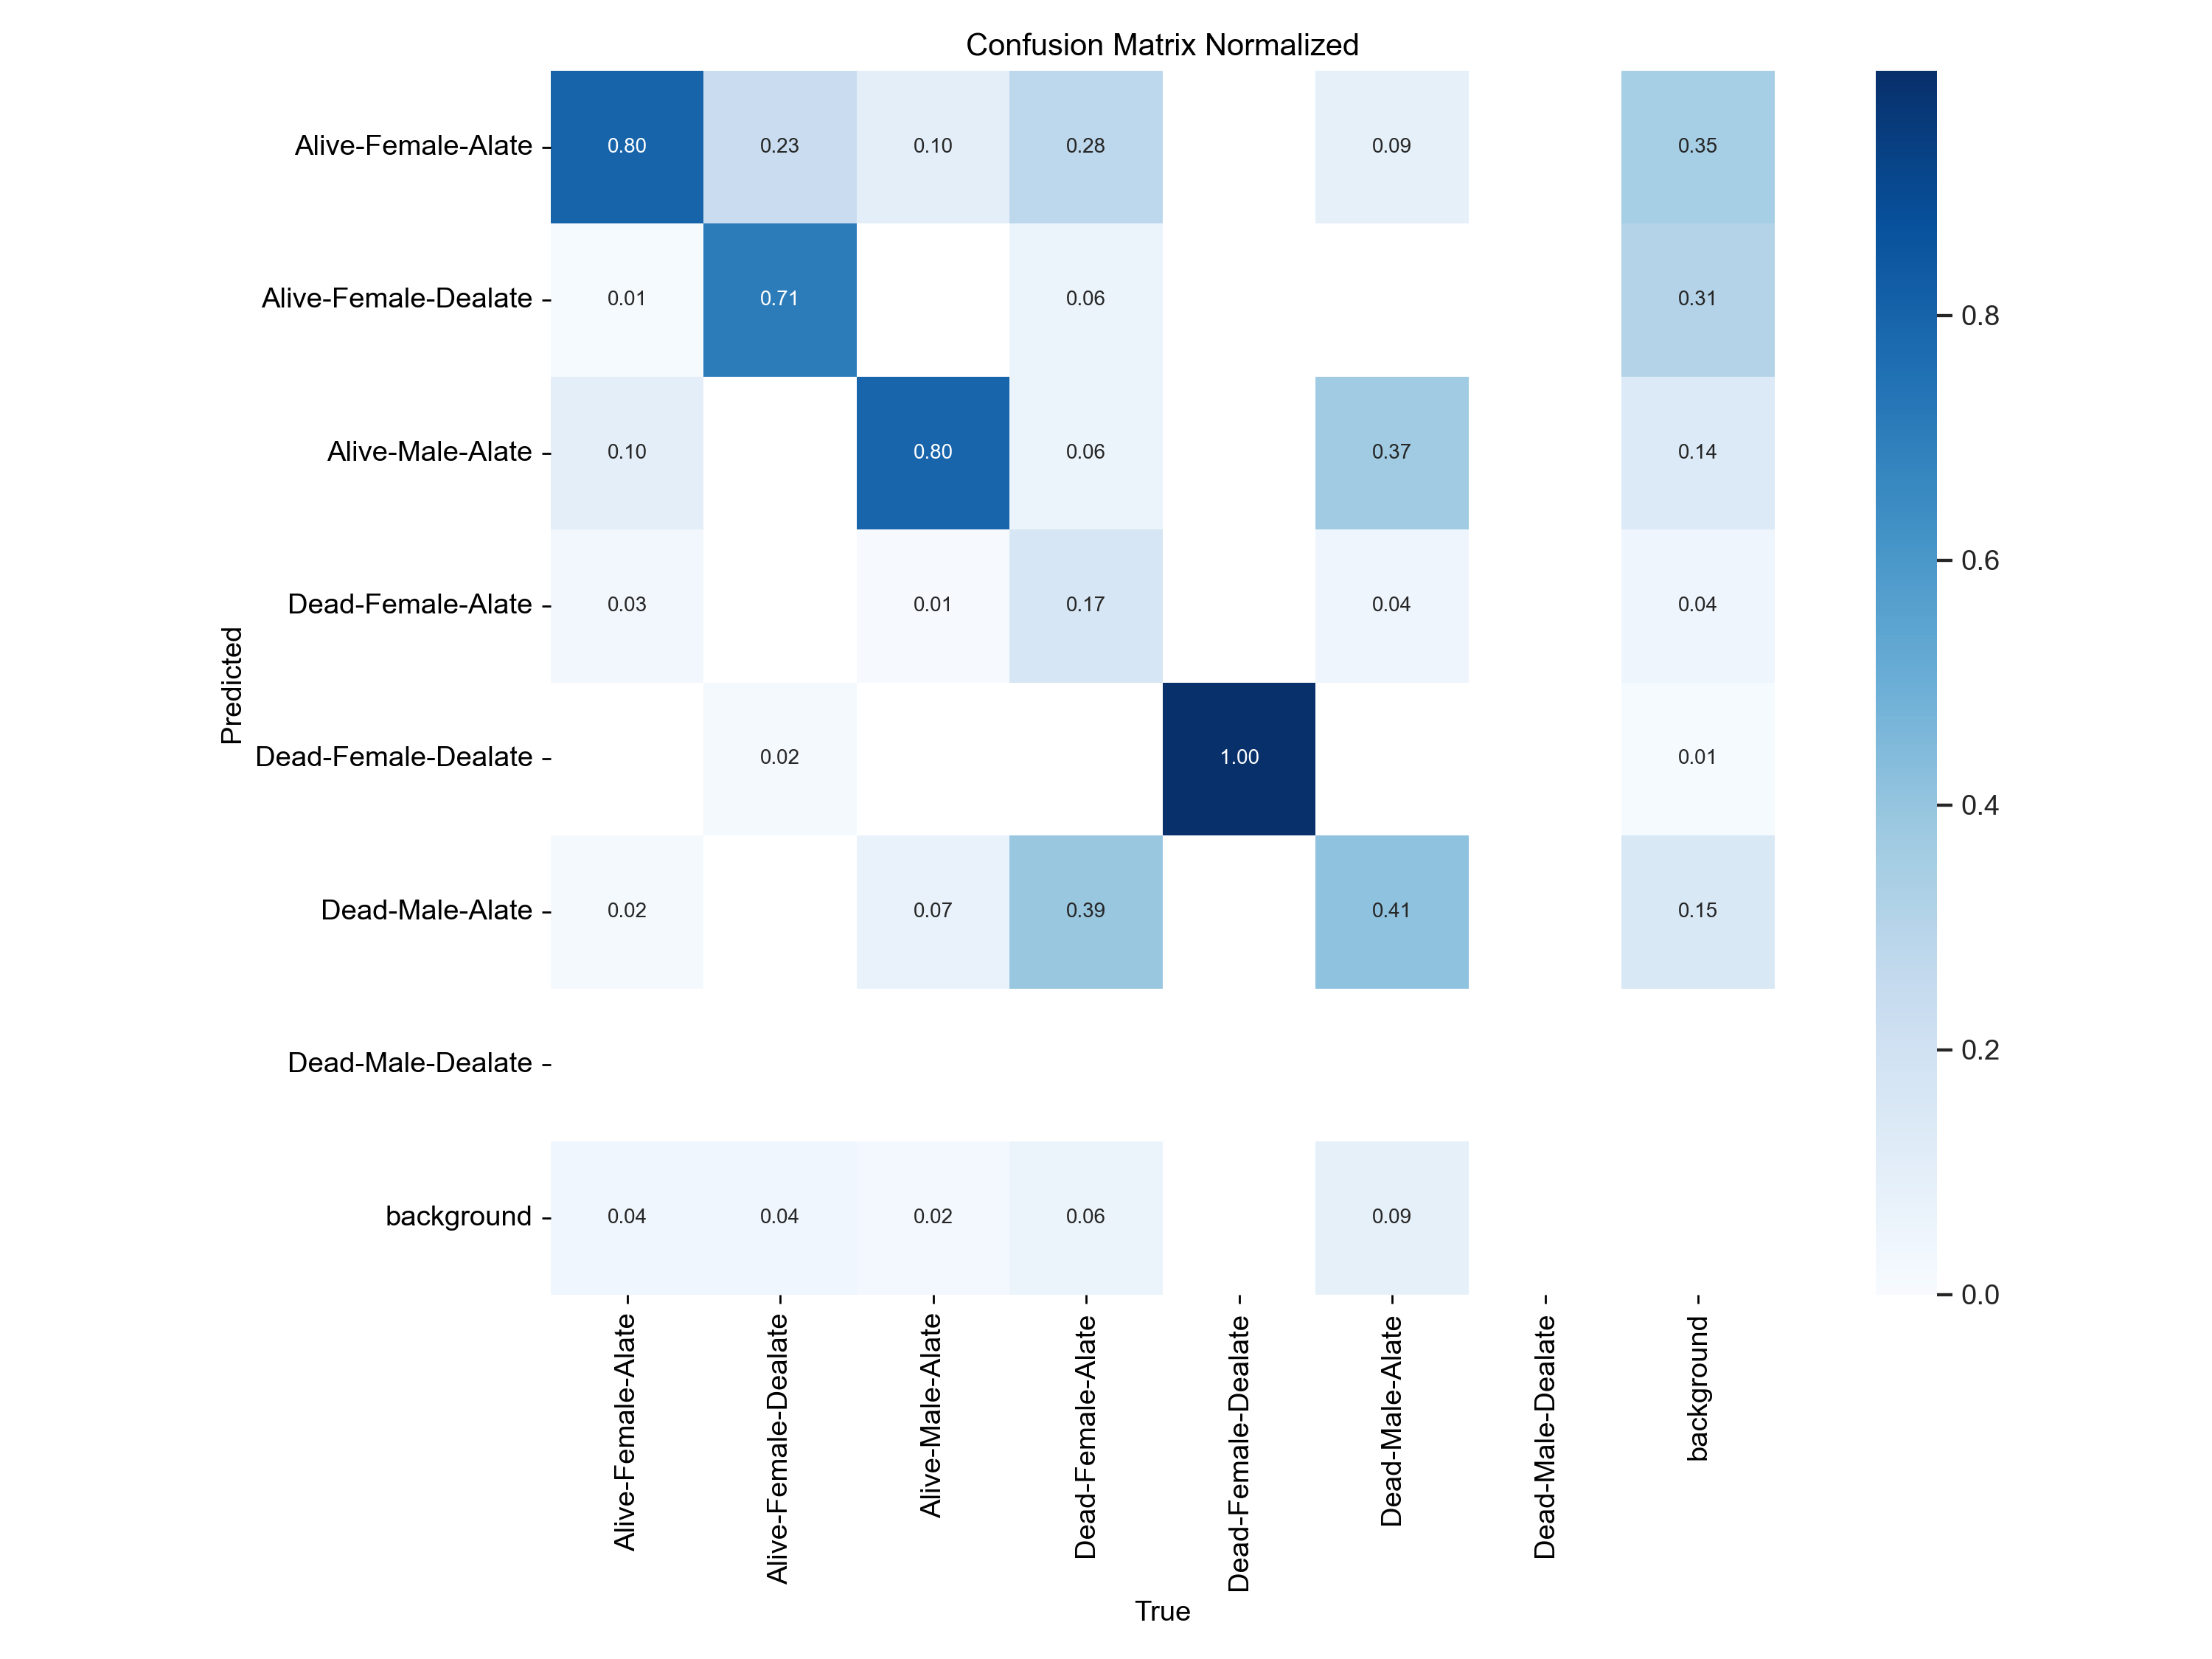 Confusion Matrix Normalized
Predicted
Alive-Female-Alate 0.80 0.23 0.10 0.28 0.09 0.35
Alive-Female-Dealate 0.01 0.71 0.06 0.31
0.8
Alive-Male-Alate 0.10 0.80 0.06 0.37 0.14
0.6
Dead-Female-Alate 0.03 0.01 0.17 0.04 0.04
Dead-Female-Dealate 0.02 1.00 0.01
0.4
Dead-Male-Alate 0.02 0.07 0.39 0.41 0.15
0.2
Dead-Male-Dealate
background 0.04 0.04 0.02 0.06 0.09
0.0
Alive-Female-Alate
Alive-Female-Dealate
Alive-Male-Alate
Dead-Female-Alate
Dead-Female-Dealate
Dead-Male-Alate
Dead-Male-Dealate
background
True